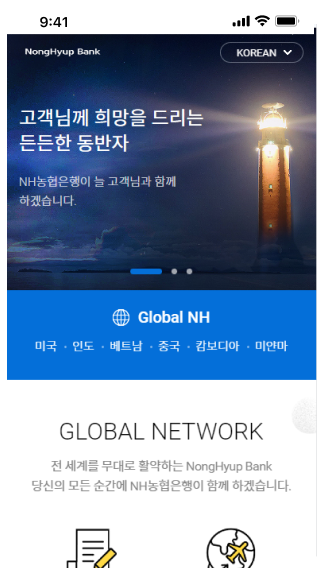 9:41
NongHyup Bank
KOREAN
고객님께 희망을 드리는
든든한 동반자
NH농협은행이 늘 고객님과 함께
하겠습니다.
Global NH
미국 · 인도 · 베트남 · 중국 · 캄보디아 · 미얀마
GLOBAL NETWORK
전 세계를 무대로 활약하는 NongHyup Bank
당신의 모든 순간에 NH농협은행이 함께 하겠습니다.